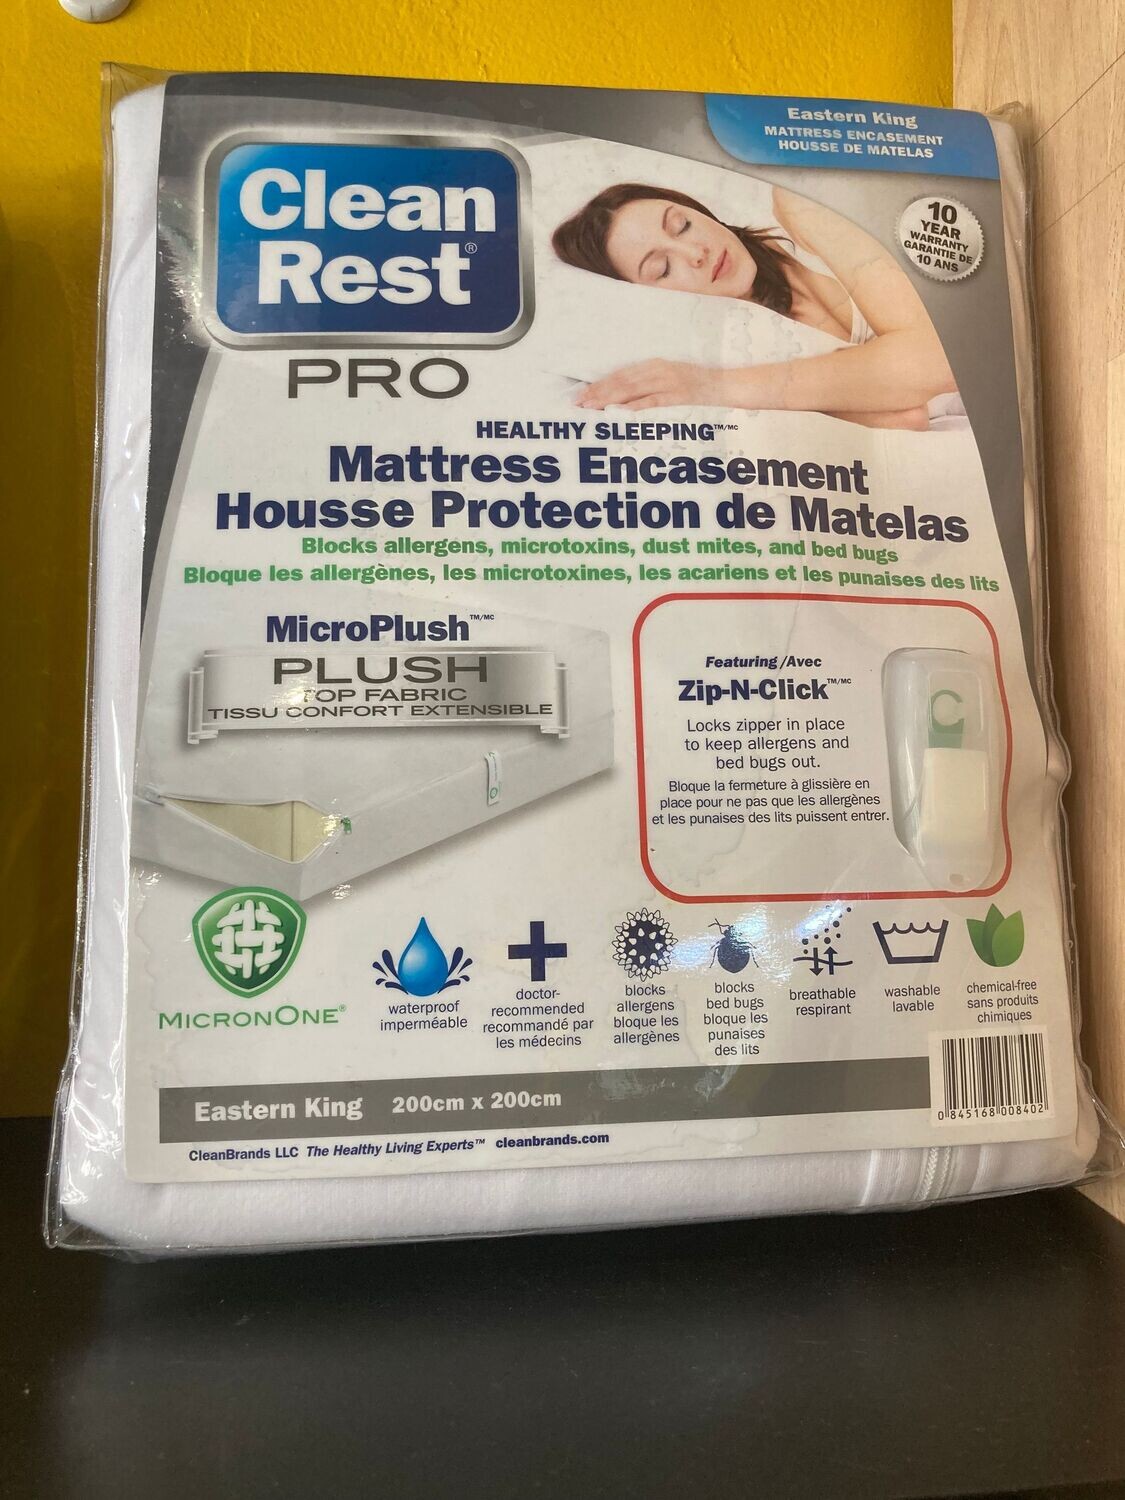 Eastern King
MATTRESS ENCASEMENT
HOUSSE DE MATELAS
Clean
Rest®
PRO
10
YEAR
WARRANTY
GARANTIE DE
10 ANS
HEALTHY SLEEPING™/MC
Mattress Encasement
Housse Protection de Matelas
Blocks allergens, microtoxins, dust mites, and bed bugs
Bloque les allergènes, les microtoxines, les acariens et les punaises des lits
MicroPlush™/MC
PLUSH
TOP FABRIC
TISSU CONFORT EXTENSIBLE
Featuring/Avec
Zip-N-Click™/MC
Locks zipper in place
to keep allergens and
bed bugs out.
Bloque la fermeture à glissière en
place pour ne pas que les allergènes
et les punaises des lits puissent entrer.
MICRONONE®
waterproof
imperméable
doctor-
recommended
recommandé par
les médecins
blocks
allergens
bloque les
allergènes
blocks
bed bugs
bloque les
punaises
des lits
breathable
respirant
washable
lavable
chemical-free
sans produits
chimiques
Eastern King 200cm x 200cm
0 845168 008402
CleanBrands LLC The Healthy Living Experts™ cleanbrands.com